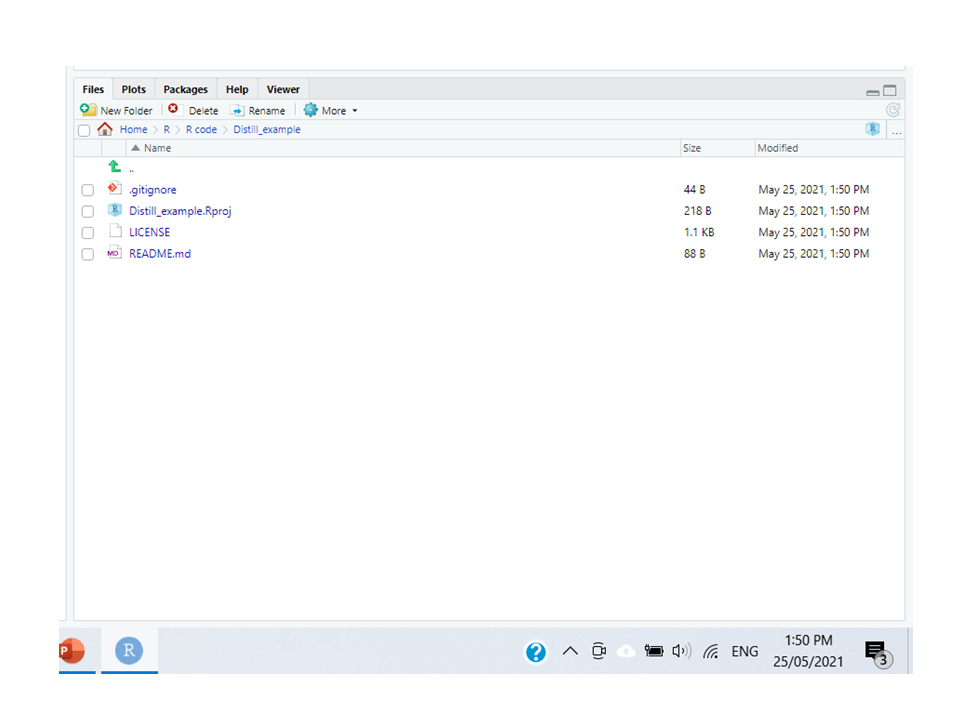 Files Plots Packages Help Viewer
New Folder Delete Rename More
Home R R code Distill_example R ...
Name Size Modified
..
.gitignore 44 B May 25, 2021, 1:50 PM
R Distill_example.Rproj 218 B May 25, 2021, 1:50 PM
LICENSE 1.1 KB May 25, 2021, 1:50 PM
MD README.md 88 B May 25, 2021, 1:50 PM
P R ? ENG 1:50 PM 3
25/05/2021